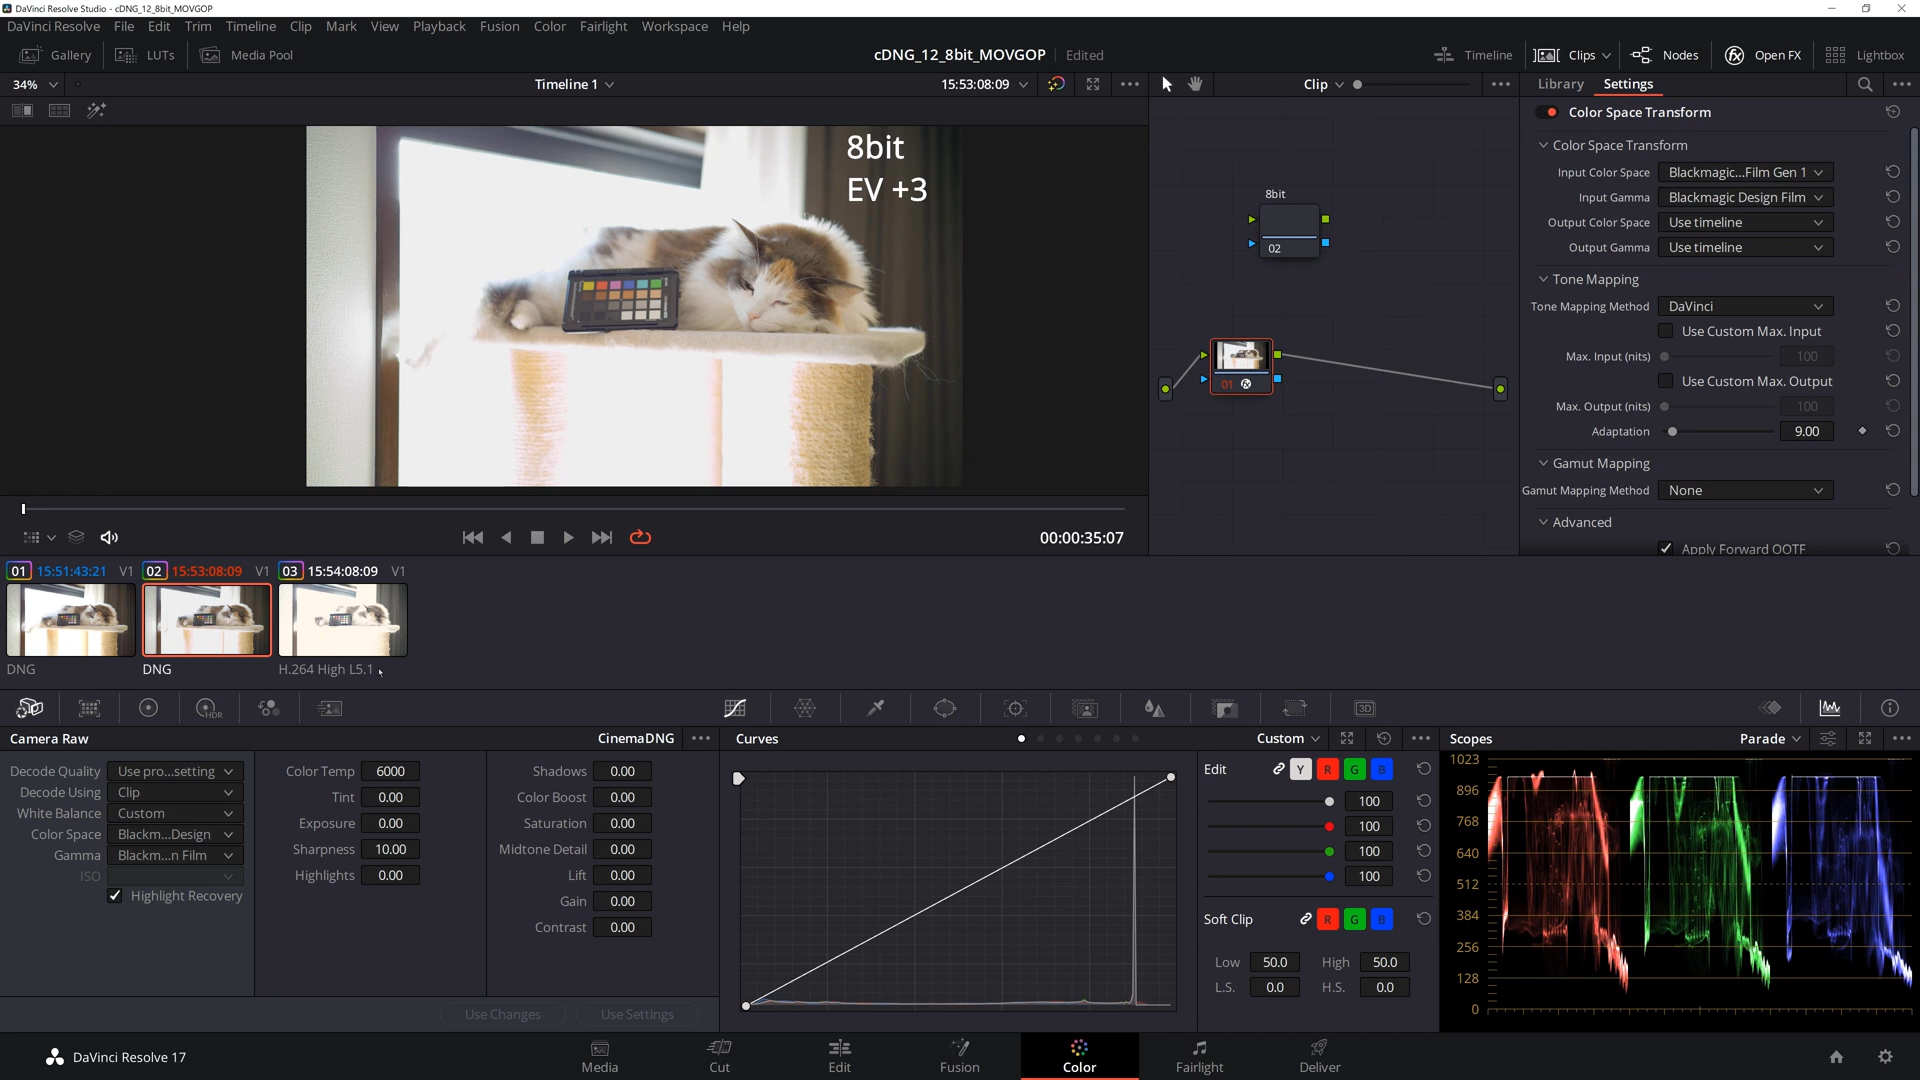 DaVinci Resolve Studio - cDNG_12_8bit_MOVGOP
DaVinci Resolve File Edit Trim Timeline Clip Mark View Playback Fusion Color Fairlight Workspace Help
Gallery LUTs Media Pool cDNG_12_8bit_MOVGOP Edited Timeline Clips Nodes Open FX Lightbox
34% Timeline 1 15:53:08:09 Clip Library Settings
Color Space Transform
8bit
EV +3
8bit
02
01
Color Space Transform
Input Color Space Blackmagic...Film Gen 1
Input Gamma Blackmagic Design Film
Output Color Space Use timeline
Output Gamma Use timeline
Tone Mapping
Tone Mapping Method DaVinci
Use Custom Max. Input
Max. Input (nits) 100
Use Custom Max. Output
Max. Output (nits) 100
Adaptation 9.00
Gamut Mapping
Gamut Mapping Method None
Advanced
Apply Forward OOTF
00:00:35:07
01 15:51:43:21 V1 02 15:53:08:09 V1 03 15:54:08:09 V1
DNG DNG H.264 High L5.1
HDR 3D
Camera Raw CinemaDNG
Decode Quality Use pro...setting
Decode Using Clip
White Balance Custom
Color Space Blackm...Design
Gamma Blackm...n Film
ISO
Highlight Recovery
Color Temp 6000
Tint 0.00
Exposure 0.00
Sharpness 10.00
Highlights 0.00
Shadows 0.00
Color Boost 0.00
Saturation 0.00
Midtone Detail 0.00
Lift 0.00
Gain 0.00
Contrast 0.00
Use Changes Use Settings
Curves Custom
Edit Y R G B
100
100
100
100
Soft Clip R G B
Low 50.0 High 50.0
L.S. 0.0 H.S. 0.0
Scopes Parade
1023
896
768
640
512
384
256
128
0
DaVinci Resolve 17
Media Cut Edit Fusion Color Fairlight Deliver